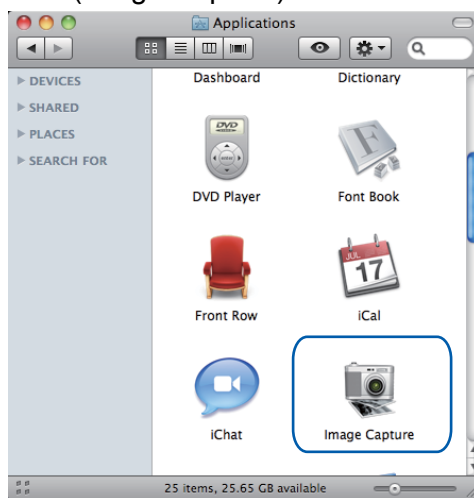 Applications
DEVICES
SHARED
PLACES
SEARCH FOR
Dashboard
Dictionary
DVD
DVD Player
F
Font Book
Front Row
JUL
17
iCal
iChat
Image Capture
25 items, 25.65 GB available